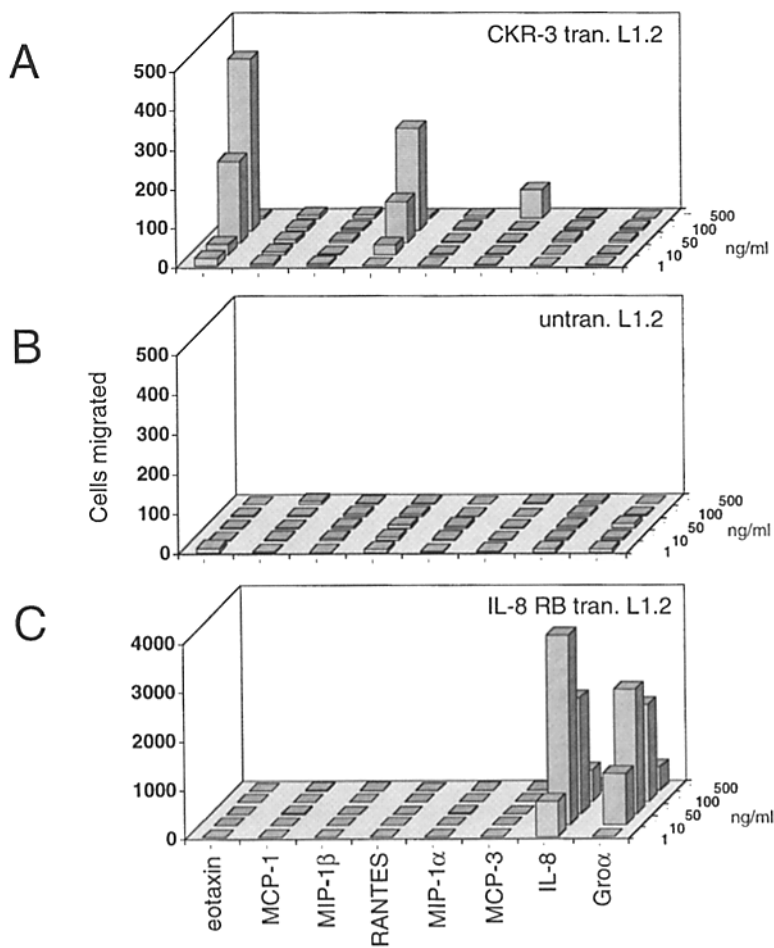 A
CKR-3 tran. L1.2
500
400
300
200
100
0
500
100
50
10
1
ng/ml
B
untran. L1.2
Cells migrated
500
400
300
200
100
0
500
100
50
10
1
ng/ml
C
IL-8 RB tran. L1.2
4000
3000
2000
1000
0
500
100
50
10
1
ng/ml
eotaxin
MCP-1
MIP-1β
RANTES
MIP-1α
MCP-3
IL-8
Groα